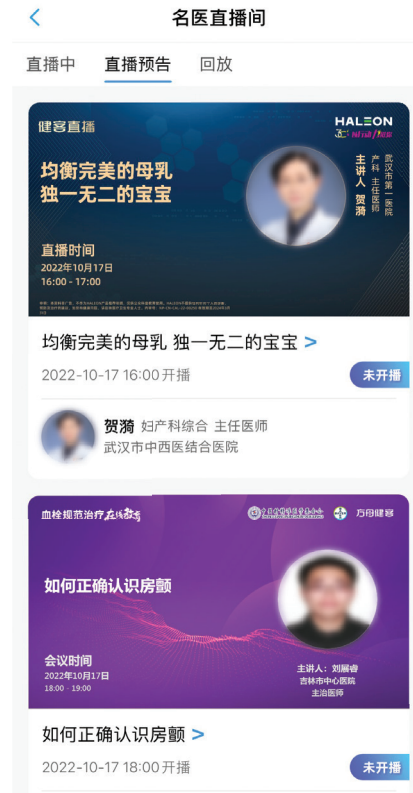 名医直播间
直播中
直播预告
回放
健客直播
HALEON
均衡完美的母乳
独一无二的宝宝
主讲人 贺漪
产科 主任医师
武汉市第一医院
直播时间
2022年10月17日
16:00 - 17:00
均衡完美的母乳 独一无二的宝宝 >
2022-10-17 16:00开播
未开播
贺漪 妇产科综合 主任医师
武汉市中西医结合医院
血栓规范治疗在线教育
方舟健客
如何正确认识房颤
会议时间
2022年10月17日
18:00 - 19:00
主讲人：刘展睿
吉林市中心医院
主治医师
如何正确认识房颤 >
2022-10-17 18:00开播
未开播